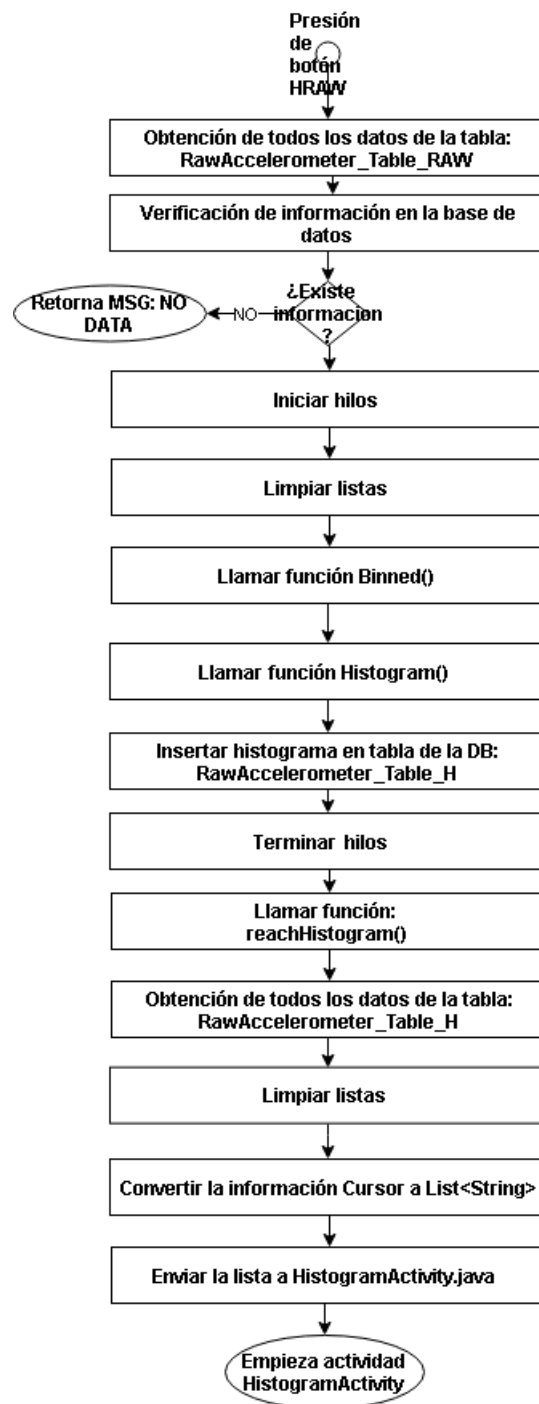 Presión
de
botón
HRAW
Obtención de todos los datos de la tabla:
RawAccelerometer_Table_RAW
Verificación de información en la base de
datos
¿Existe
informacion
?
NO
Retorna MSG: NO
DATA
Iniciar hilos
Limpiar listas
Llamar función Binned()
Llamar función Histogram()
Insertar histograma en tabla de la DB:
RawAccelerometer_Table_H
Terminar hilos
Llamar función:
reachHistogram()
Obtención de todos los datos de la tabla:
RawAccelerometer_Table_H
Limpiar listas
Convertir la información Cursor a List<String>
Enviar la lista a HistogramActivity.java
Empieza actividad
HistogramActivity